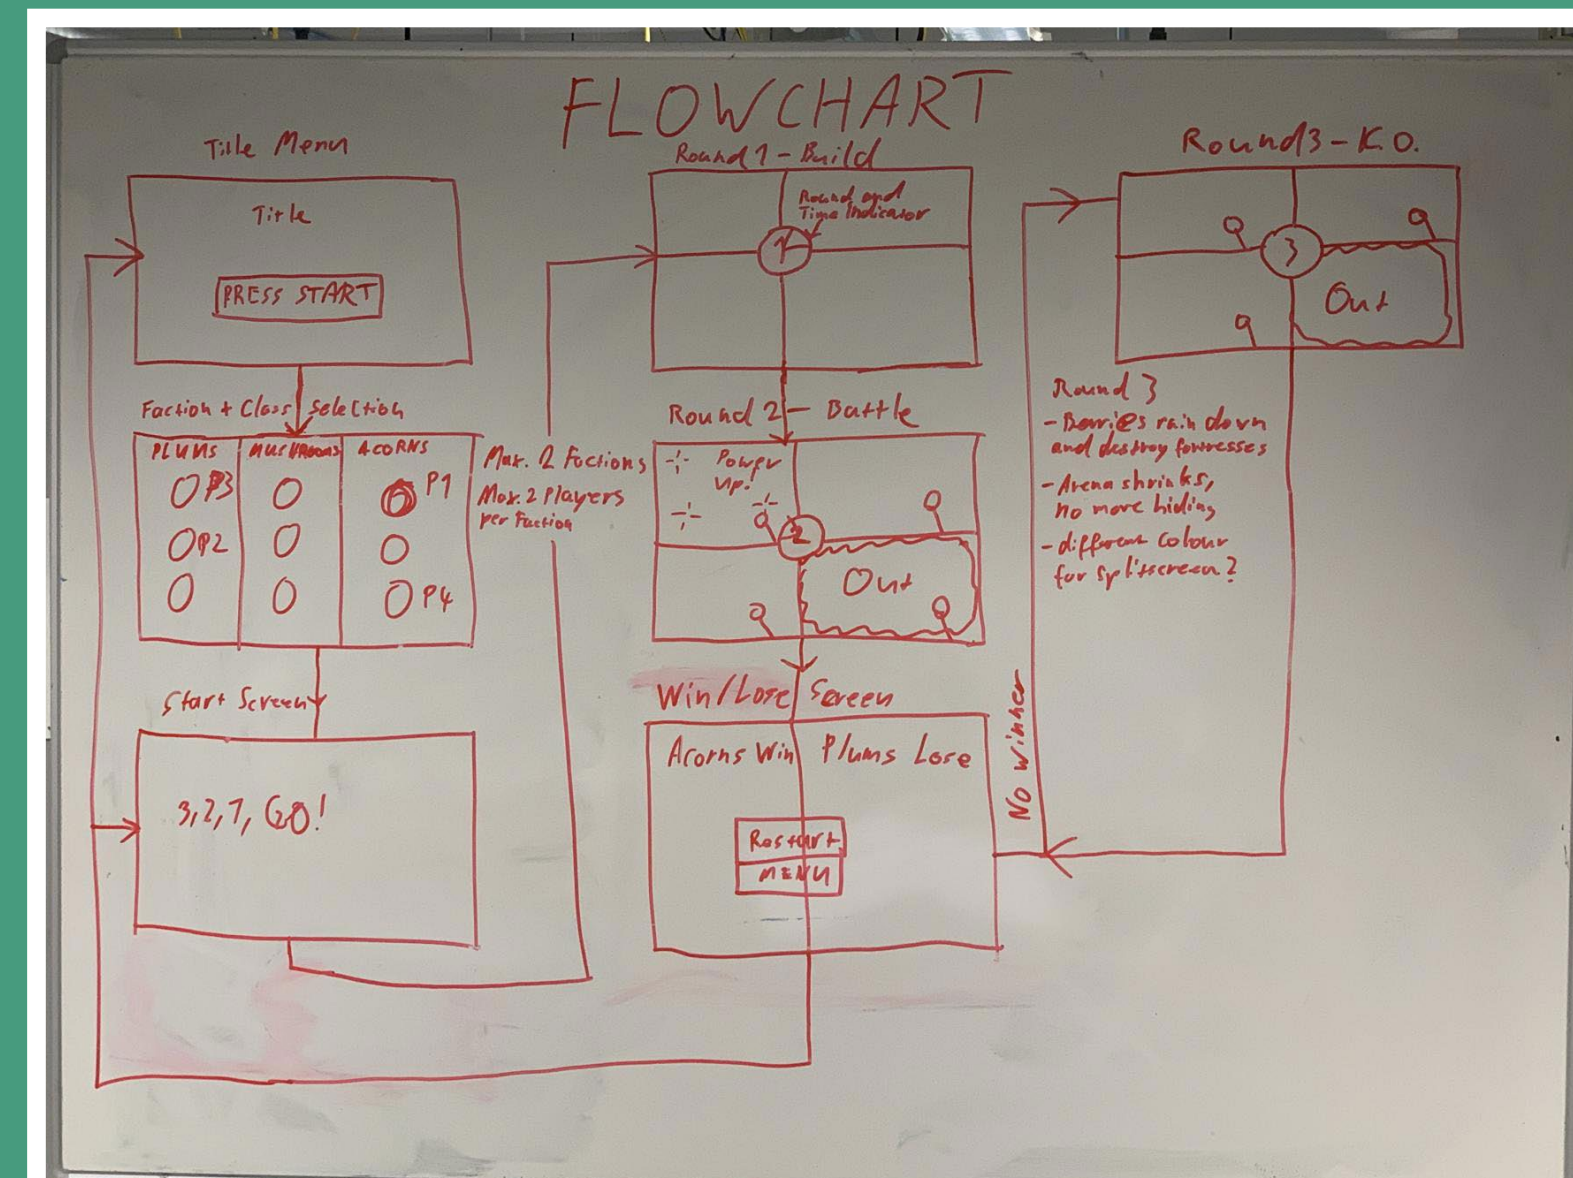 FLOWCHART
Title Menu
Title
PRESS START
Faction + Class Selection
PLUMS
MUSHROOMS
ACORNS
P3
P1
P2
P4
Max. 2 Factions
Max. 2 Players
per Faction
Start Screen
3, 2, 1, GO!
Round 1 - Build
Round and
Time Indicator
1
Round 2 - Battle
Power
up!
2
Out
Win/Lose Screen
Acorns Win
Plums Lose
Restart
MENU
No winner
Round 3 - K.O.
3
Out
Round 3
- Berries rain down
and destroy fortresses
- Arena shrinks,
no more hiding
- different colour
for splitscreen?